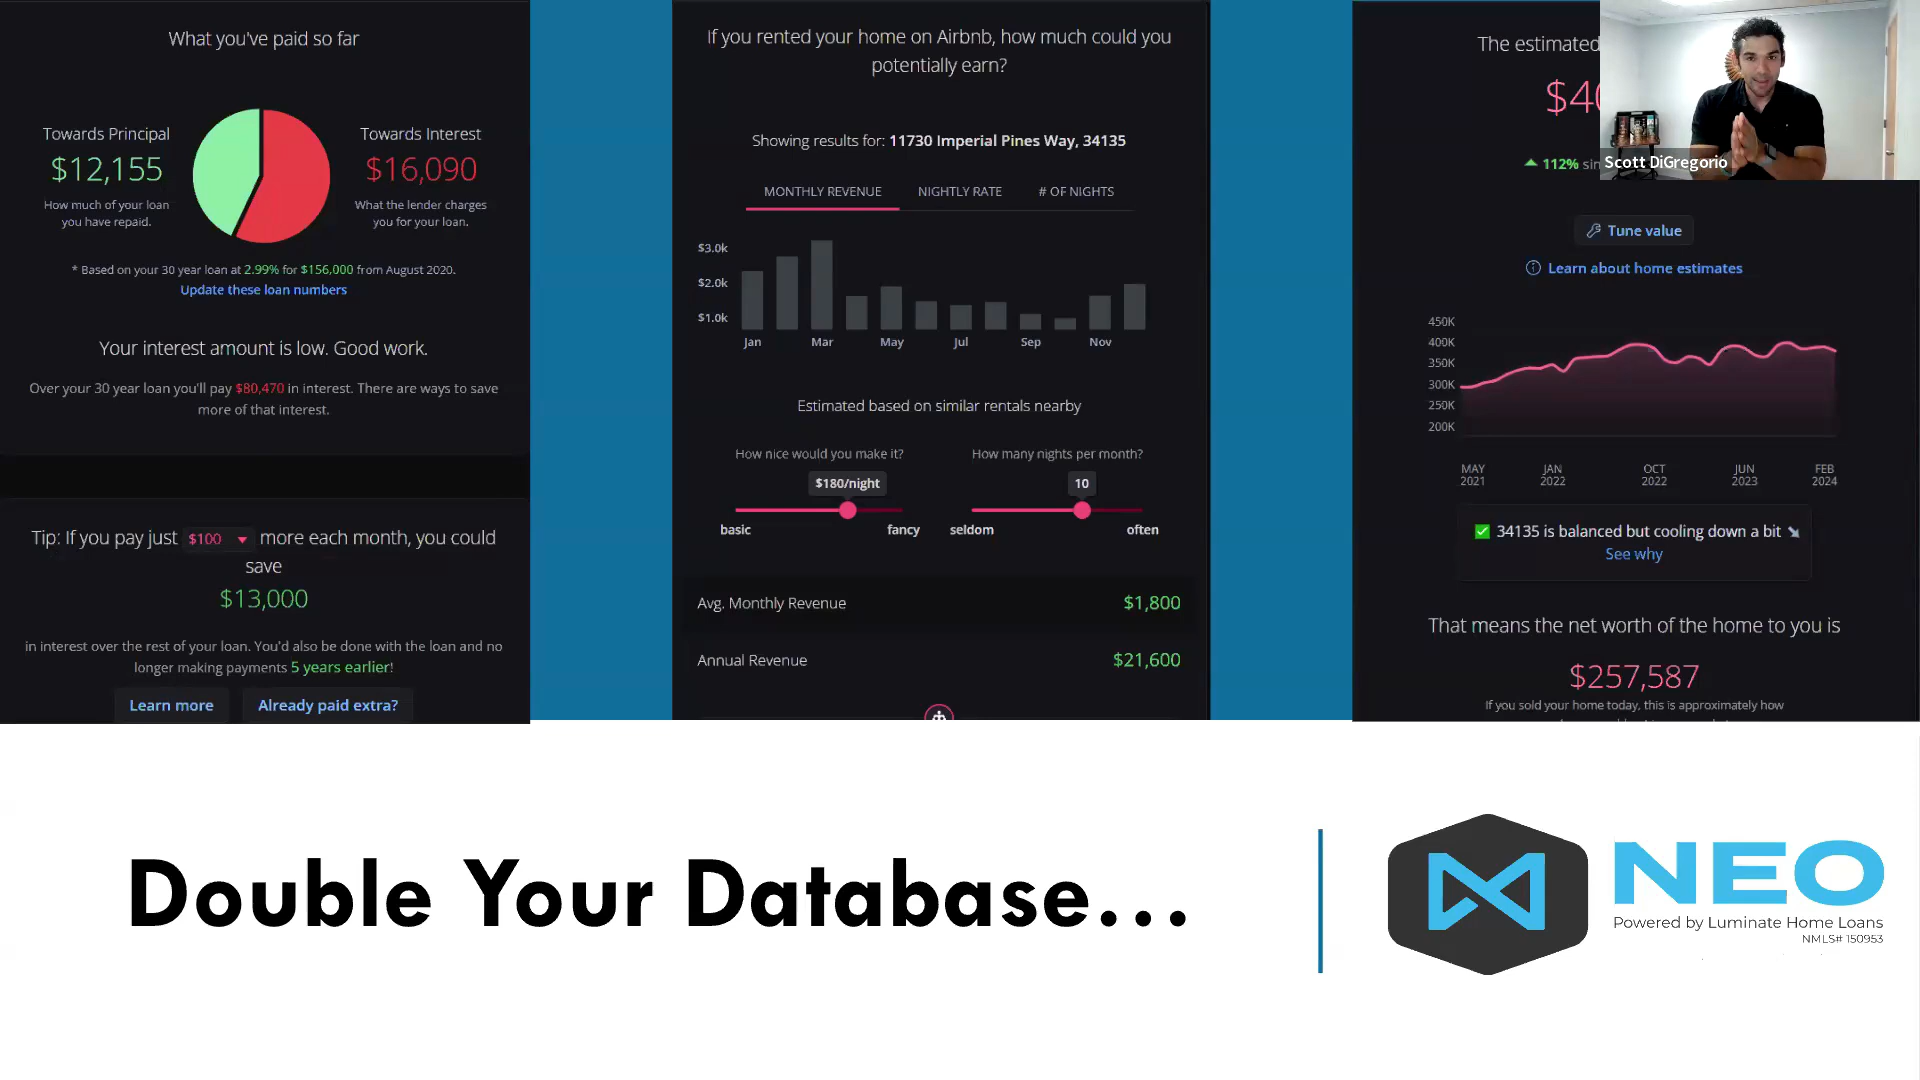 What you've paid so far
Towards Principal
$12,155
How much of your loan
you have repaid.
Towards Interest
$16,090
What the lender charges
you for your loan.
* Based on your 30 year loan at 2.99% for $156,000 from August 2020.
Update these loan numbers
Your interest amount is low. Good work.
Over your 30 year loan you'll pay $80,470 in interest. There are ways to save
more of that interest.
Tip: If you pay just $100 more each month, you could
save
$13,000
in interest over the rest of your loan. You'd also be done with the loan and no
longer making payments 5 years earlier!
Learn more
Already paid extra?
If you rented your home on Airbnb, how much could you
potentially earn?
Showing results for: 11730 Imperial Pines Way, 34135
MONTHLY REVENUE NIGHTLY RATE # OF NIGHTS
$3.0k
$2.0k
$1.0k
Jan Mar May Jul Sep Nov
Estimated based on similar rentals nearby
How nice would you make it?
$180/night
basic fancy
How many nights per month?
10
seldom often
Avg. Monthly Revenue $1,800
Annual Revenue $21,600
The estimated
$40
112% sin
Scott DiGregorio
Tune value
Learn about home estimates
450K
400K
350K
300K
250K
200K
MAY 2021
JAN 2022
OCT 2022
JUN 2023
FEB 2024
34135 is balanced but cooling down a bit
See why
That means the net worth of the home to you is
$257,587
If you sold your home today, this is approximately how
Double Your Database...
NEO
Powered by Luminate Home Loans
NMLS# 150953